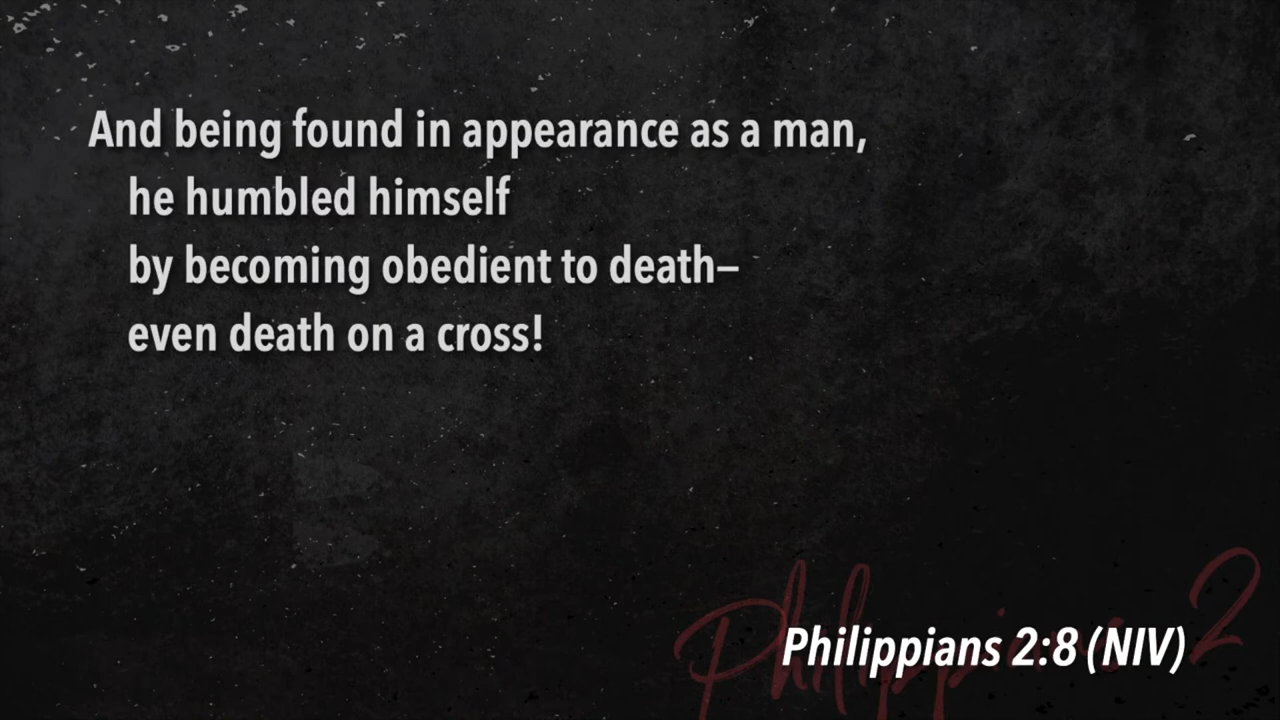 And being found in appearance as a man,
he humbled himself
by becoming obedient to death–
even death on a cross!
Philippians 2
Philippians 2:8 (NIV)